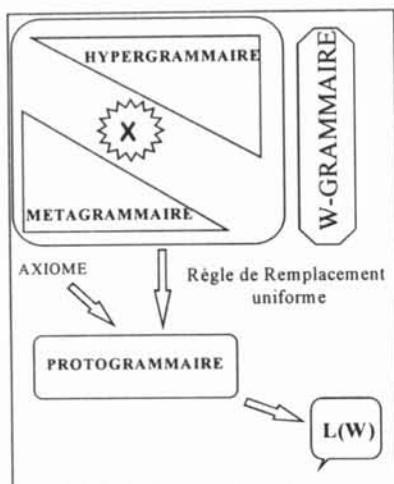 HYPERGRAMMAIRE
X
METAGRAMMAIRE
W-GRAMMAIRE
AXIOME
Règle de Remplacement
uniforme
PROTOGRAMMAIRE
L(W)